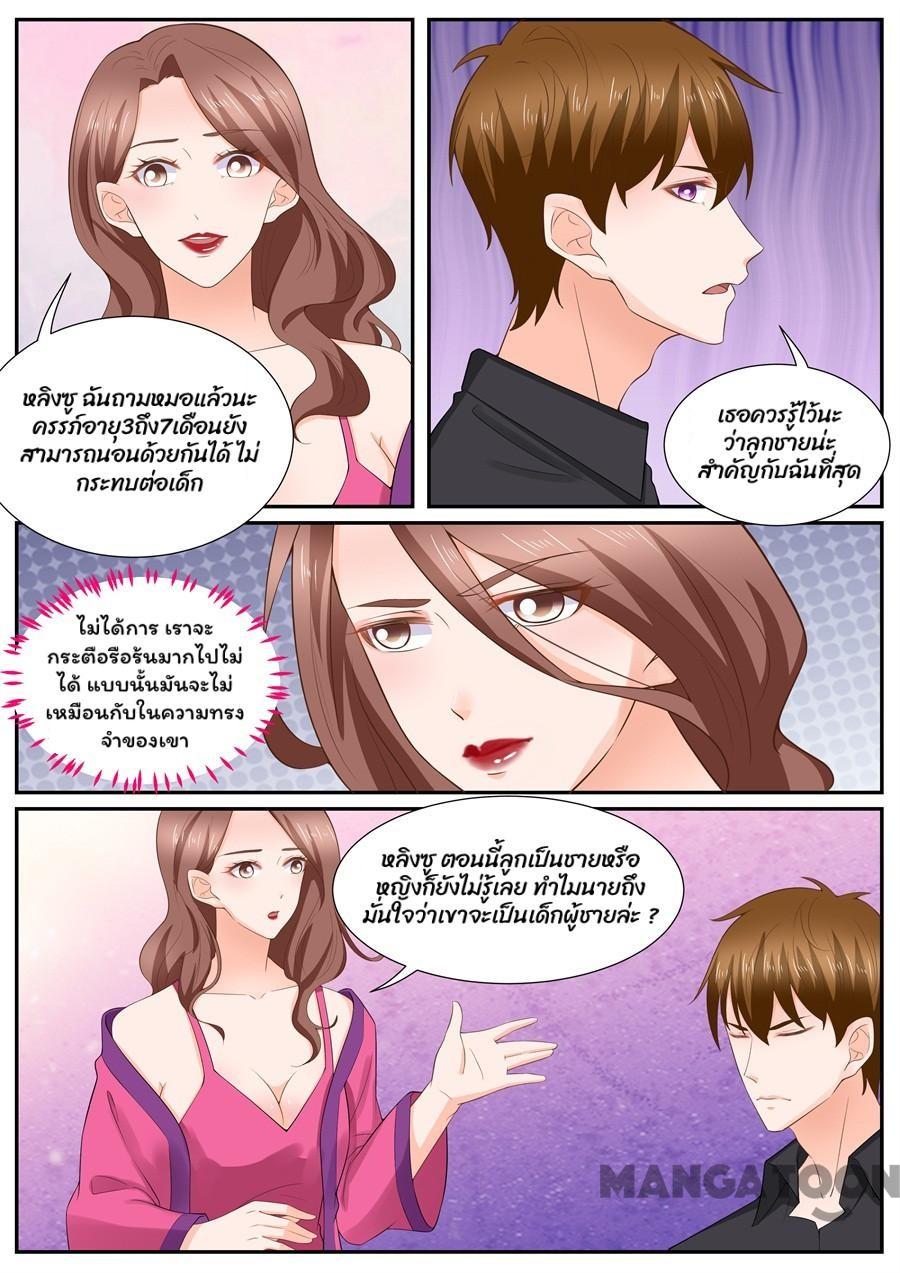 หลิงซู ฉันถามหมอแล้วนะ
ครรภ์อายุ3ถึง7เดือนยัง
สามารถนอนด้วยกันได้ ไม่
กระทบต่อเด็ก
เธอควรรู้ไว้นะ
ว่าลูกชายน่ะ
สำคัญกับฉันที่สุด
ไม่ได้การ เราจะ
กระตือรือร้นมากไปไม่
ได้ แบบนั้นมันจะไม่
เหมือนกับในความทรง
จำของเขา
หลิงซู ตอนนี้ลูกเป็นชายหรือ
หญิงก็ยังไม่รู้เลย ทำไมนายถึง
มั่นใจว่าเขาจะเป็นเด็กผู้ชายล่ะ ?
MANGATOON